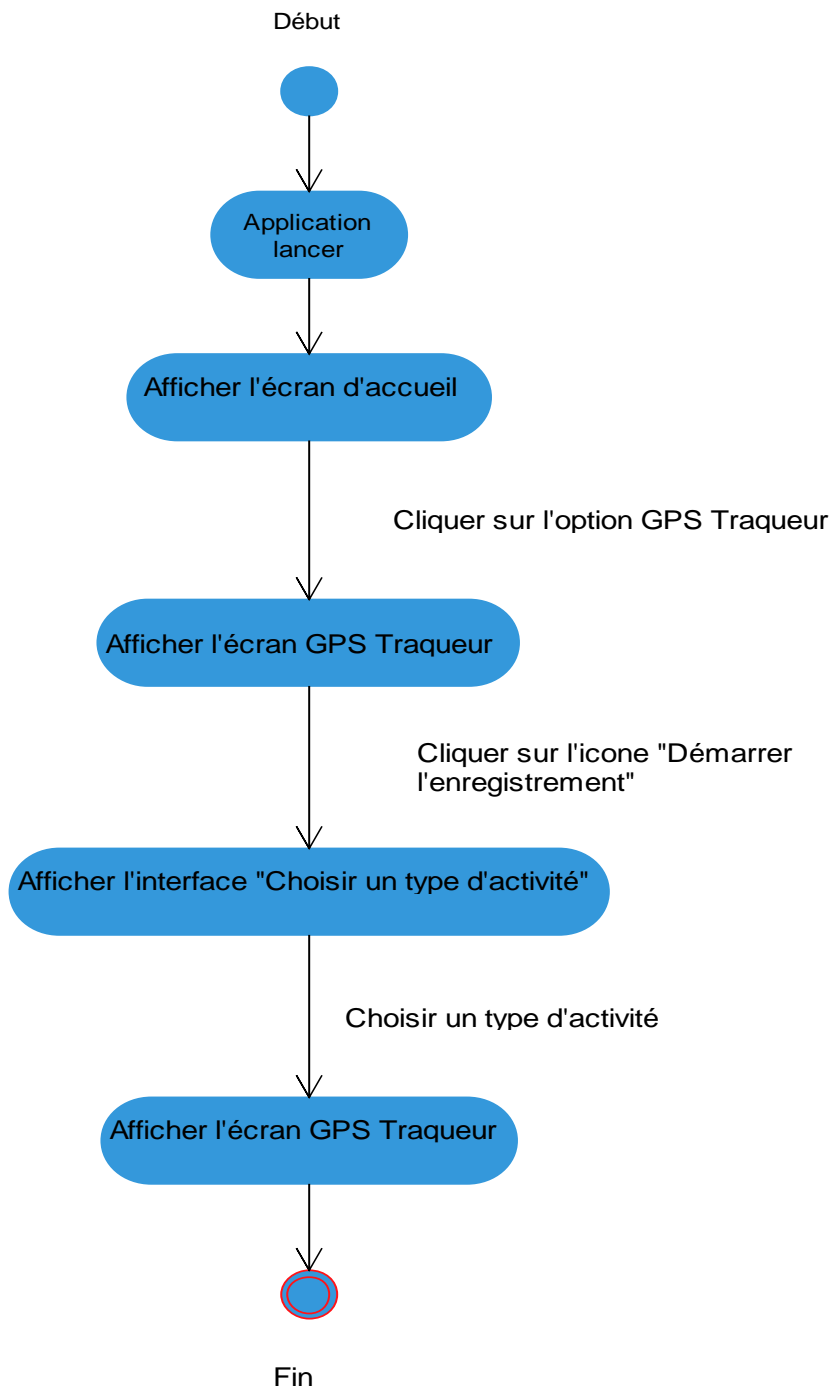 Début
Application
lancer
Afficher l'écran d'accueil
Cliquer sur l'option GPS Traqueur
Afficher l'écran GPS Traqueur
Cliquer sur l'icone "Démarrer
l'enregistrement"
Afficher l'interface "Choisir un type d'activité"
Choisir un type d'activité
Afficher l'écran GPS Traqueur
Fin